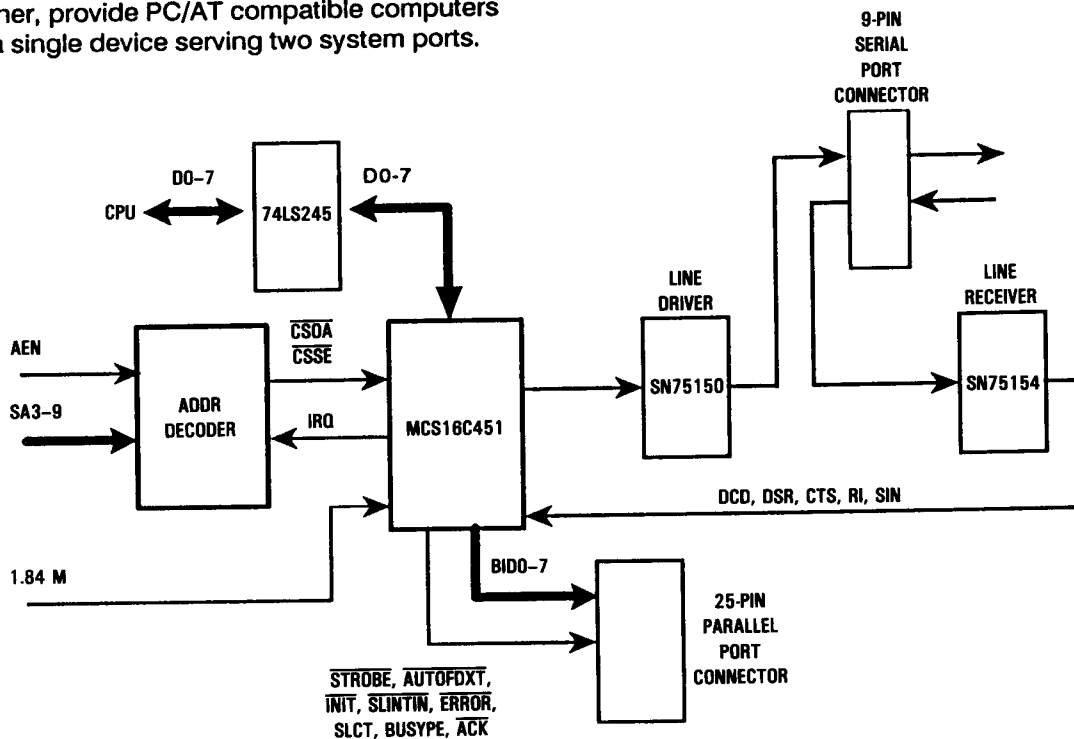 ner, provide PC/AT compatible computers
a single device serving two system ports.
9-PIN
SERIAL
PORT
CONNECTOR
D0–7
D0-7
CPU
74LS245
LINE
DRIVER
LINE
RECEIVER
AEN
CSOA
CSSE
SA3–9
ADDR
DECODER
IRQ
MCS16C451
SN75150
SN75154
DCD, DSR, CTS, RI, SIN
1.84 M
BID0–7
25-PIN
PARALLEL
PORT
CONNECTOR
STROBE, AUTOFDXT,
INIT, SLINTIN, ERROR,
SLCT, BUSYPE, ACK